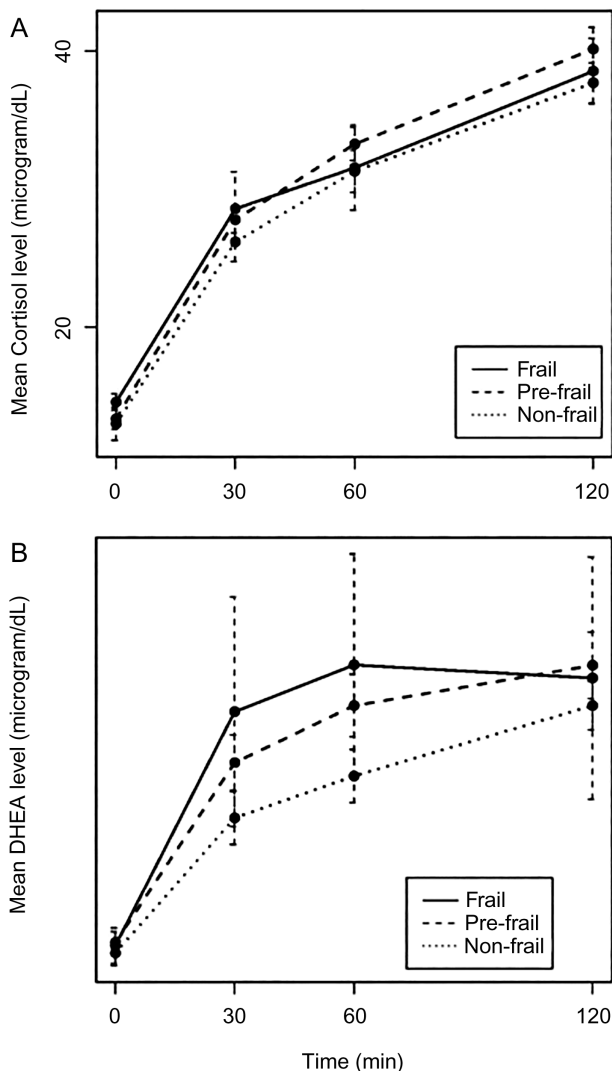 A
Mean Cortisol level (microgram/dL)
40
20
Frail
Pre-frail
Non-frail
0 30 60 120
B
Mean DHEA level (microgram/dL)
Frail
Pre-frail
Non-frail
0 30 60 120
Time (min)